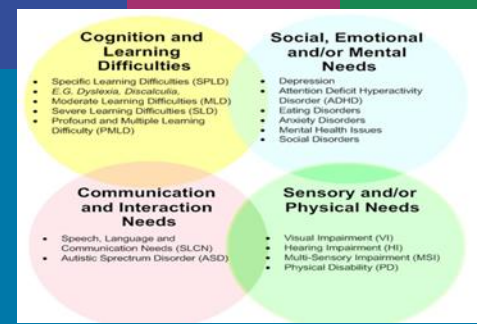 Cognition and
Learning
Difficulties
Specific Learning Difficulties (SPLD)
E.G. Dyslexia, Discalculia,
Moderate Learning Difficulties (MLD)
Severe Learning Difficulties (SLD)
Profound and Multiple Learning
Difficulty (PMLD)
Social, Emotional
and/or Mental
Needs
Depression
Attention Deficit Hyperactivity
Disorder (ADHD)
Eating Disorders
Anxiety Disorders
Mental Health Issues
Social Disorders
Communication
and Interaction
Needs
Speech, Language and
Communication Needs (SLCN)
Autistic Sprectrum Disorder (ASD)
Sensory and/or
Physical Needs
Visual Impairment (VI)
Hearing Impairment (HI)
Multi-Sensory Impairment (MSI)
Physical Disability (PD)